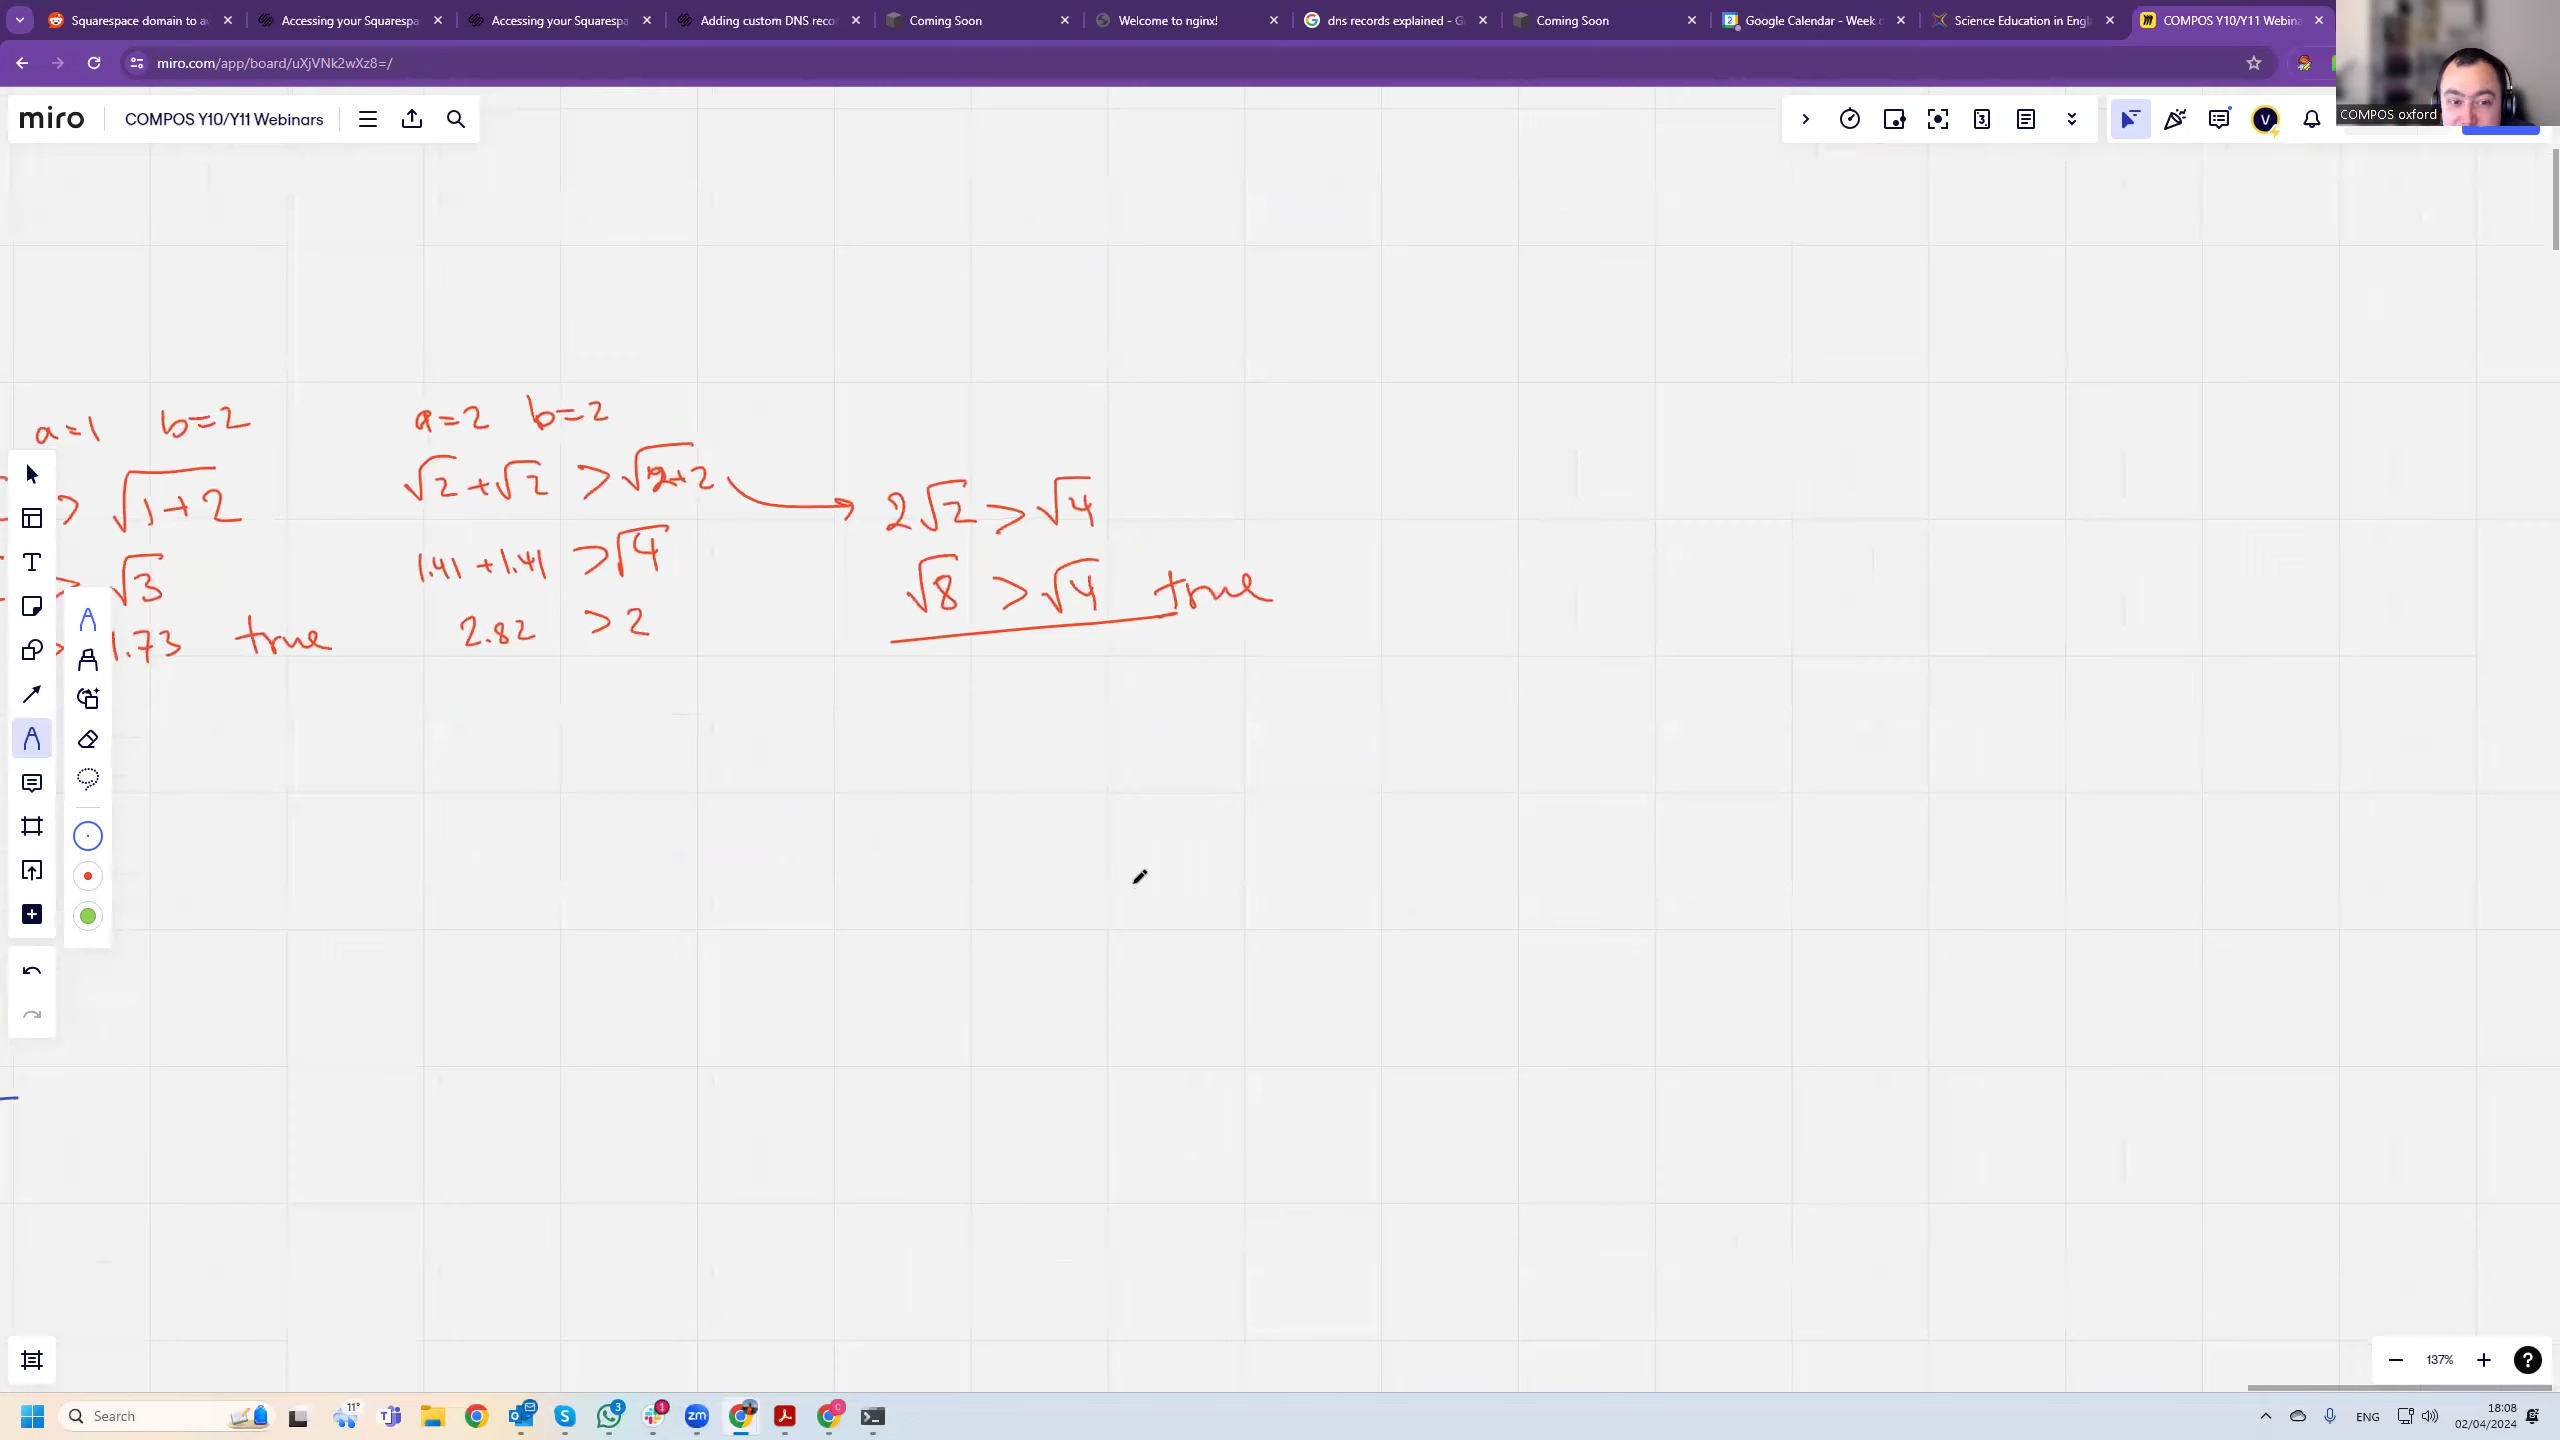 Squarespace domain to a
Accessing your Squarespa
Accessing your Squarespa
Adding custom DNS reco
Coming Soon
Welcome to nginx!
dns records explained - G
Coming Soon
Google Calendar - Week o
Science Education in Engl
COMPOS Y10/Y11 Webina
miro.com/app/board/uXjVNk2wXz8=/
miro
COMPOS Y10/Y11 Webinars
V
COMPOS oxford
a=1 b=2
> √(1+2)
> √3
> 1.73 true
a=2 b=2
√2 + √2 > √(2+2)
1.41 + 1.41 > √4
2.82 > 2
2√2 > √4
√8 > √4 true
137%
Search
11°
ENG
18:08
02/04/2024